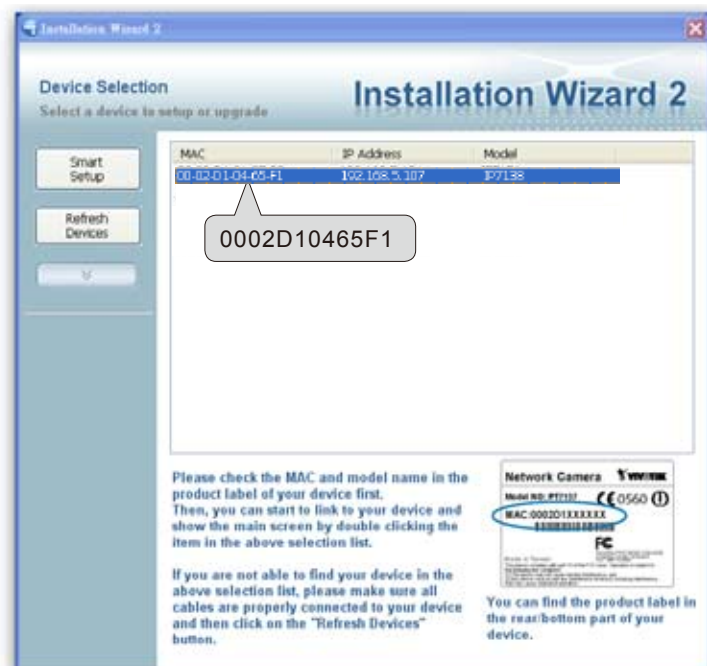 Installation Wizard 2
Device Selection
Select a device to setup or upgrade
Installation Wizard 2
Smart
Setup
Refresh
Devices
MAC IP Address Model
00-02-D1-04-65-F1 192.168.5.107 IP7138
0002D10465F1
Please check the MAC and model name in the
product label of your device first.
Then, you can start to link to your device and
show the main screen by double clicking the
item in the above selection list.
If you are not able to find your device in the
above selection list, please make sure all
cables are properly connected to your device
and then click on the "Refresh Devices"
button.
Network Camera VIVOTEK
Model NO: PT7137 CE 0560
MAC:0002D1XXXXXX
FC
Made in Taiwan
You can find the product label in
the rear/bottom part of your
device.